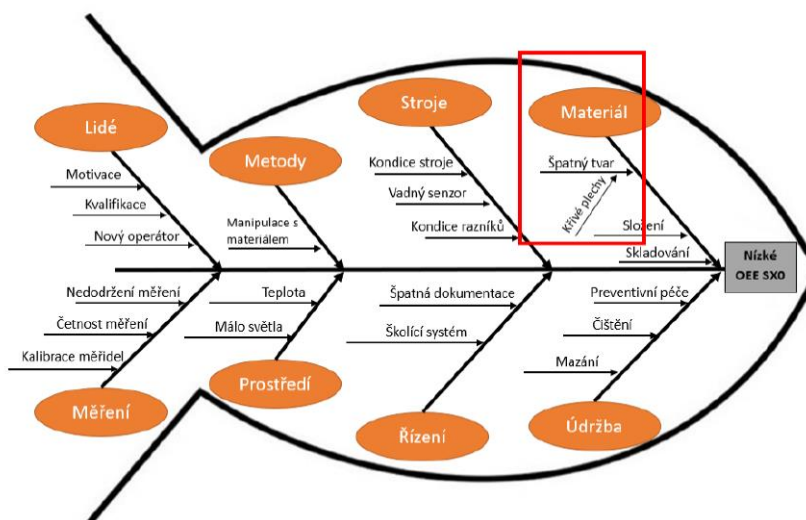 Lidé
Motivace
Kvalifikace
Nový operátor
Metody
Manipulace s
materiálem
Stroje
Kondice stroje
Vadný senzor
Kondice razníků
Materiál
Špatný tvar
Křivé plechy
Složení
Skladování
Nízké
OEE SX0
Nedodržení měření
Četnost měření
Kalibrace měřidel
Měření
Teplota
Málo světla
Prostředí
Špatná dokumentace
Školící systém
Řízení
Preventivní péče
Čištění
Mazání
Údržba